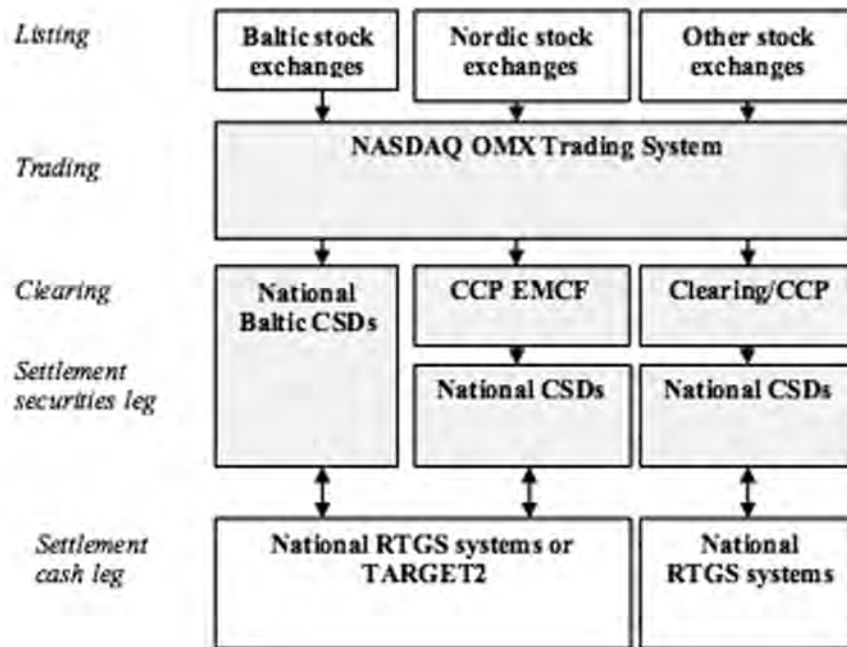 Listing
Baltic stock
exchanges
Nordic stock
exchanges
Other stock
exchanges
Trading
NASDAQ OMX Trading System
Clearing
National
Baltic CSDs
CCP EMCF
Clearing/CCP
Settlement
securities leg
National CSDs
National CSDs
Settlement
cash leg
National RTGS systems or
TARGET2
National
RTGS systems